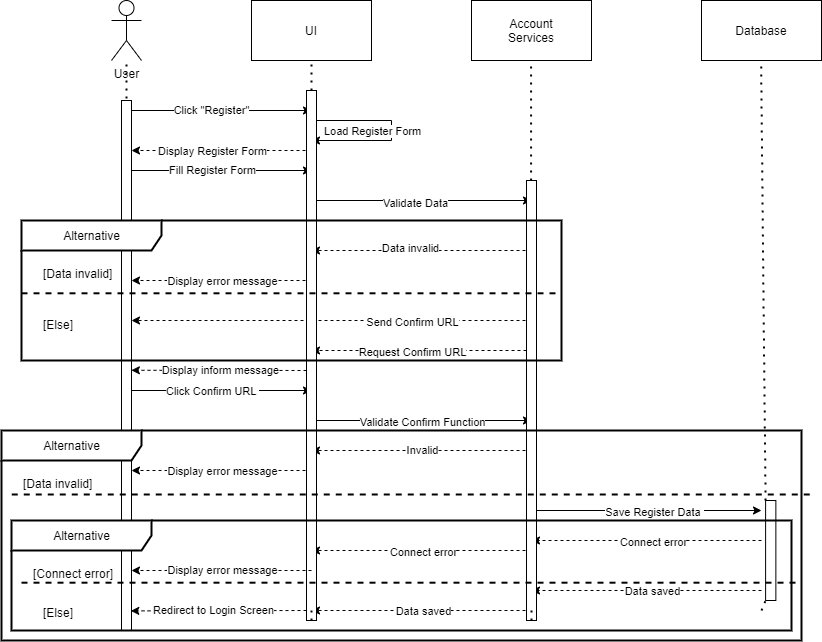 UI
Account
Services
Database
User
Click "Register"
Load Register Form
Display Register Form
Fill Register Form
Validate Data
Alternative
Data invalid
[Data invalid]
Display error message
[Else]
Send Confirm URL
Request Confirm URL
Display inform message
Click Confirm URL
Validate Confirm Function
Alternative
Invalid
Display error message
[Data invalid]
Save Register Data
Alternative
Connect error
Connect error
[Connect error]
Display error message
Data saved
[Else]
Redirect to Login Screen
Data saved